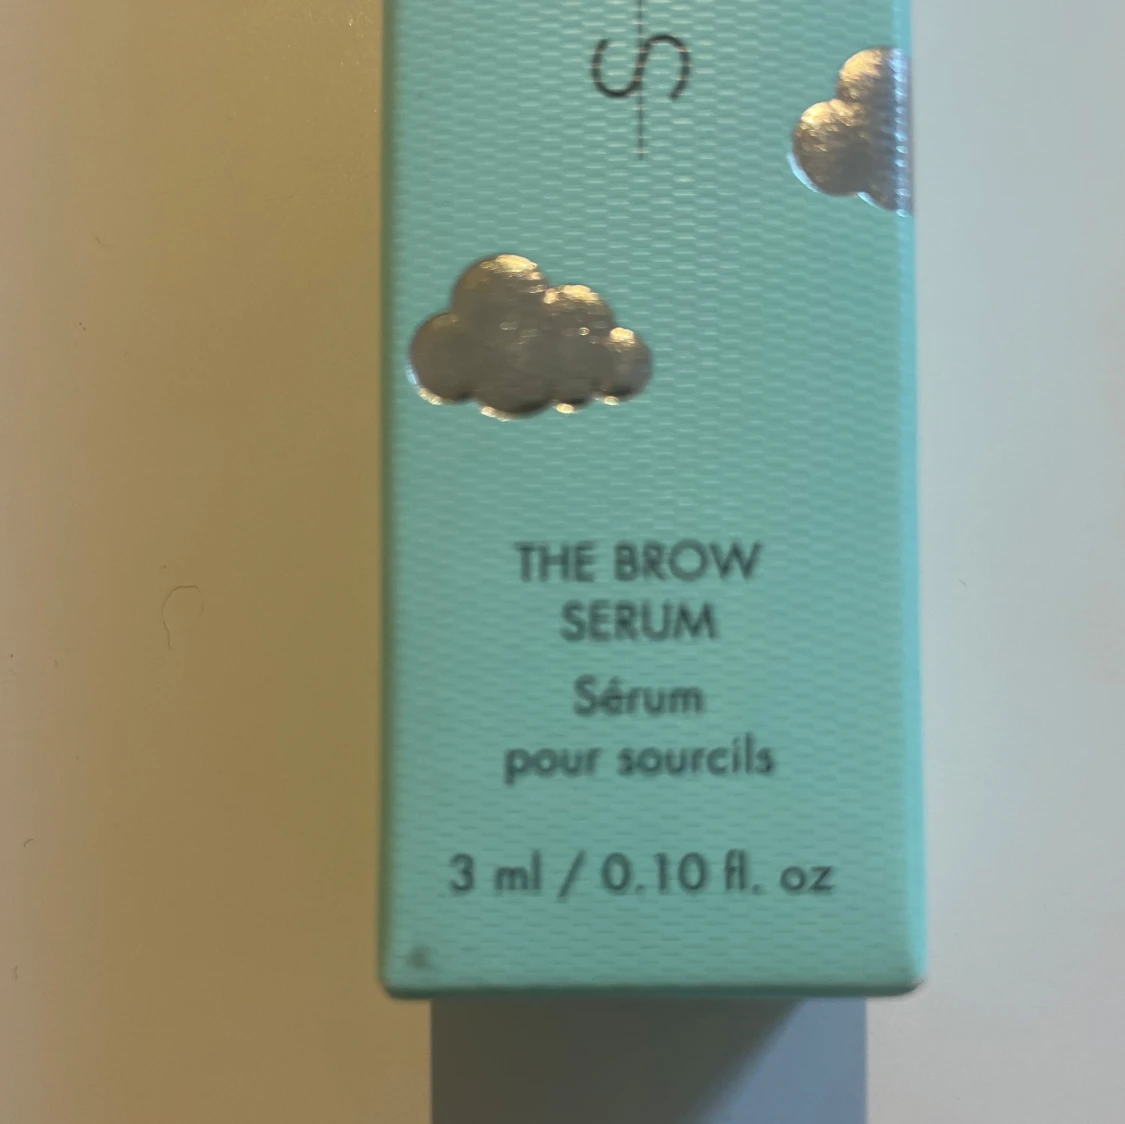 S
THE BROW
SERUM
Sérum
pour sourcils
3 ml / 0.10 fl. oz